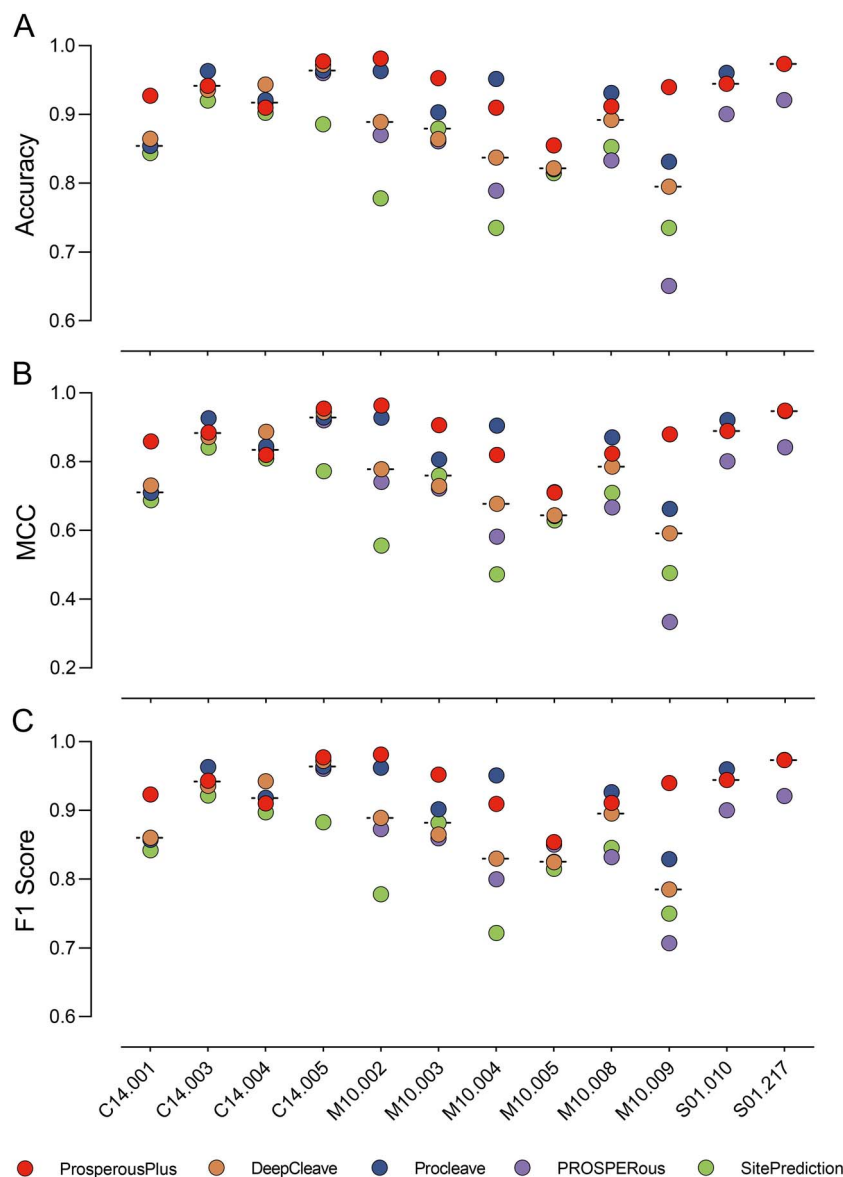 A
1.0
0.9
0.8
0.7
0.6
Accuracy
B
1.0
0.8
0.6
0.4
0.2
MCC
C
1.0
0.9
0.8
0.7
0.6
F1 Score
C14.001 C14.003 C14.004 C14.005 M10.002 M10.003 M10.004 M10.005 M10.008 M10.009 S01.010 S01.217
ProsperousPlus DeepCleave Procleave PROSPERous SitePrediction